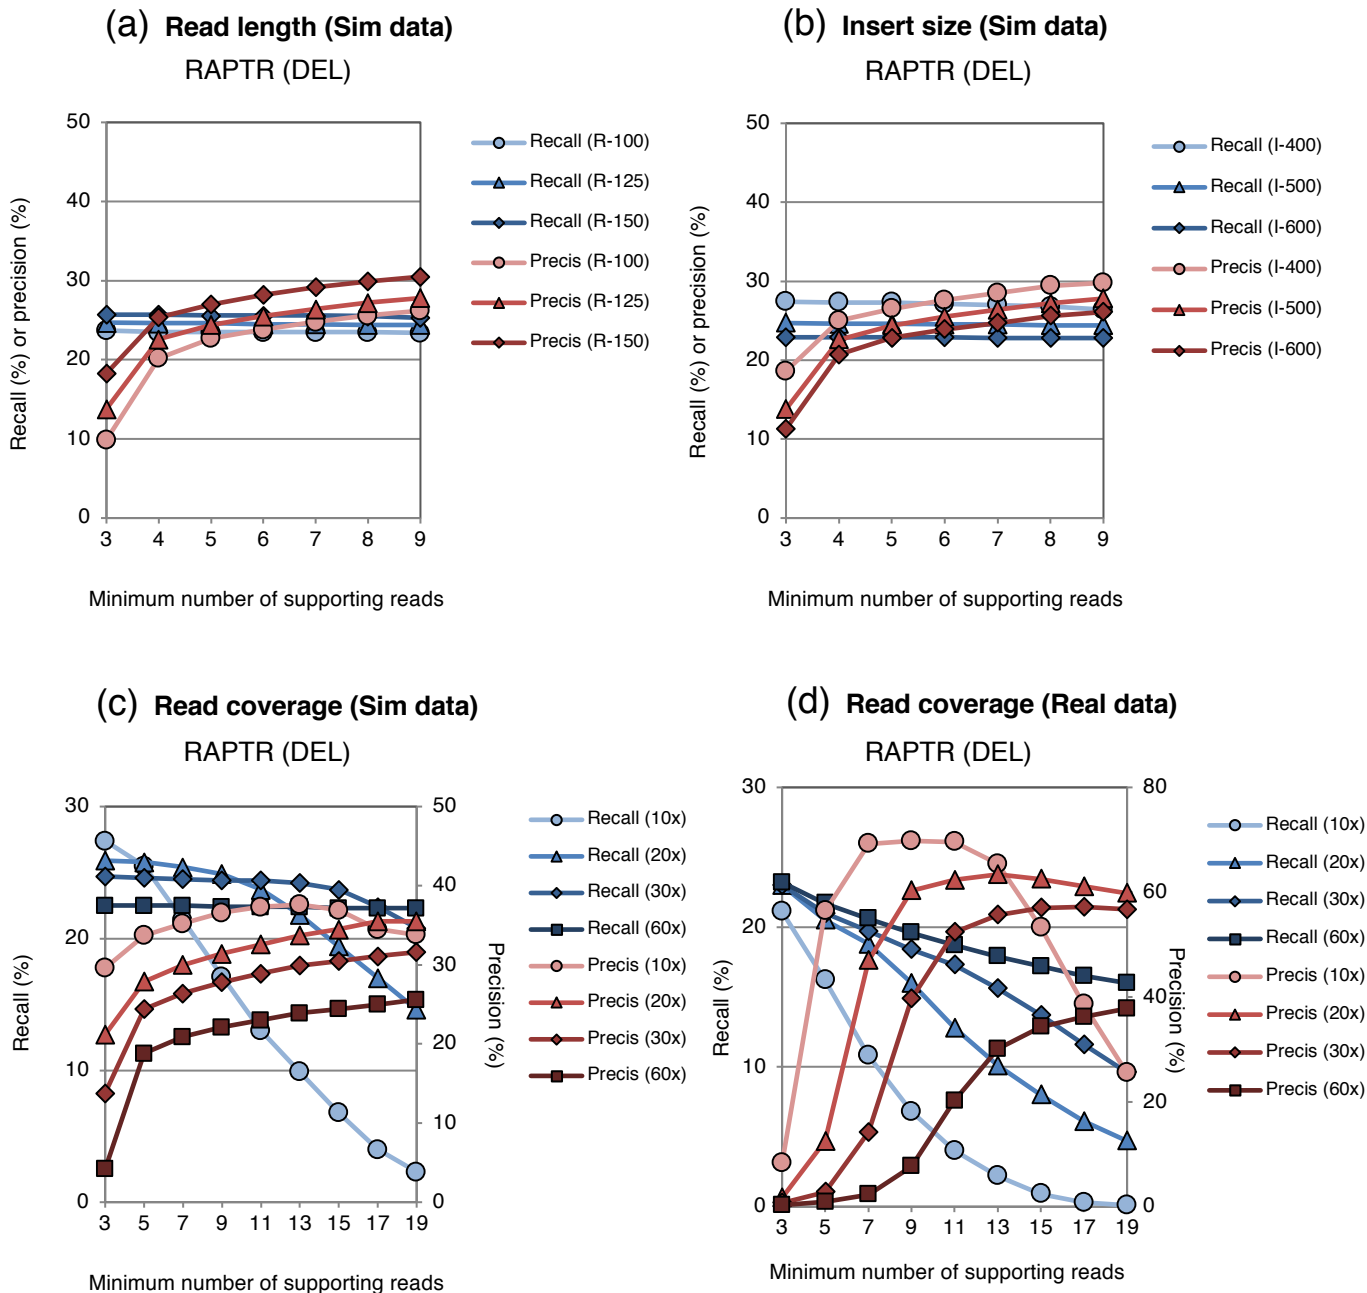 (a) Read length (Sim data)
RAPTR (DEL)
50
40
30
20
10
0
3 4 5 6 7 8 9
Recall (%) or precision (%)
Minimum number of supporting reads
Recall (R-100)
Recall (R-125)
Recall (R-150)
Precis (R-100)
Precis (R-125)
Precis (R-150)
(b) Insert size (Sim data)
RAPTR (DEL)
50
40
30
20
10
0
3 4 5 6 7 8 9
Recall (%) or precision (%)
Minimum number of supporting reads
Recall (I-400)
Recall (I-500)
Recall (I-600)
Precis (I-400)
Precis (I-500)
Precis (I-600)
(c) Read coverage (Sim data)
RAPTR (DEL)
30
20
10
0
Recall (%)
50
40
30
20
10
0
Precision (%)
3 5 7 9 11 13 15 17 19
Minimum number of supporting reads
Recall (10x)
Recall (20x)
Recall (30x)
Recall (60x)
Precis (10x)
Precis (20x)
Precis (30x)
Precis (60x)
(d) Read coverage (Real data)
RAPTR (DEL)
30
20
10
0
Recall (%)
80
60
40
20
0
Precision (%)
3 5 7 9 11 13 15 17 19
Minimum number of supporting reads
Recall (10x)
Recall (20x)
Recall (30x)
Recall (60x)
Precis (10x)
Precis (20x)
Precis (30x)
Precis (60x)